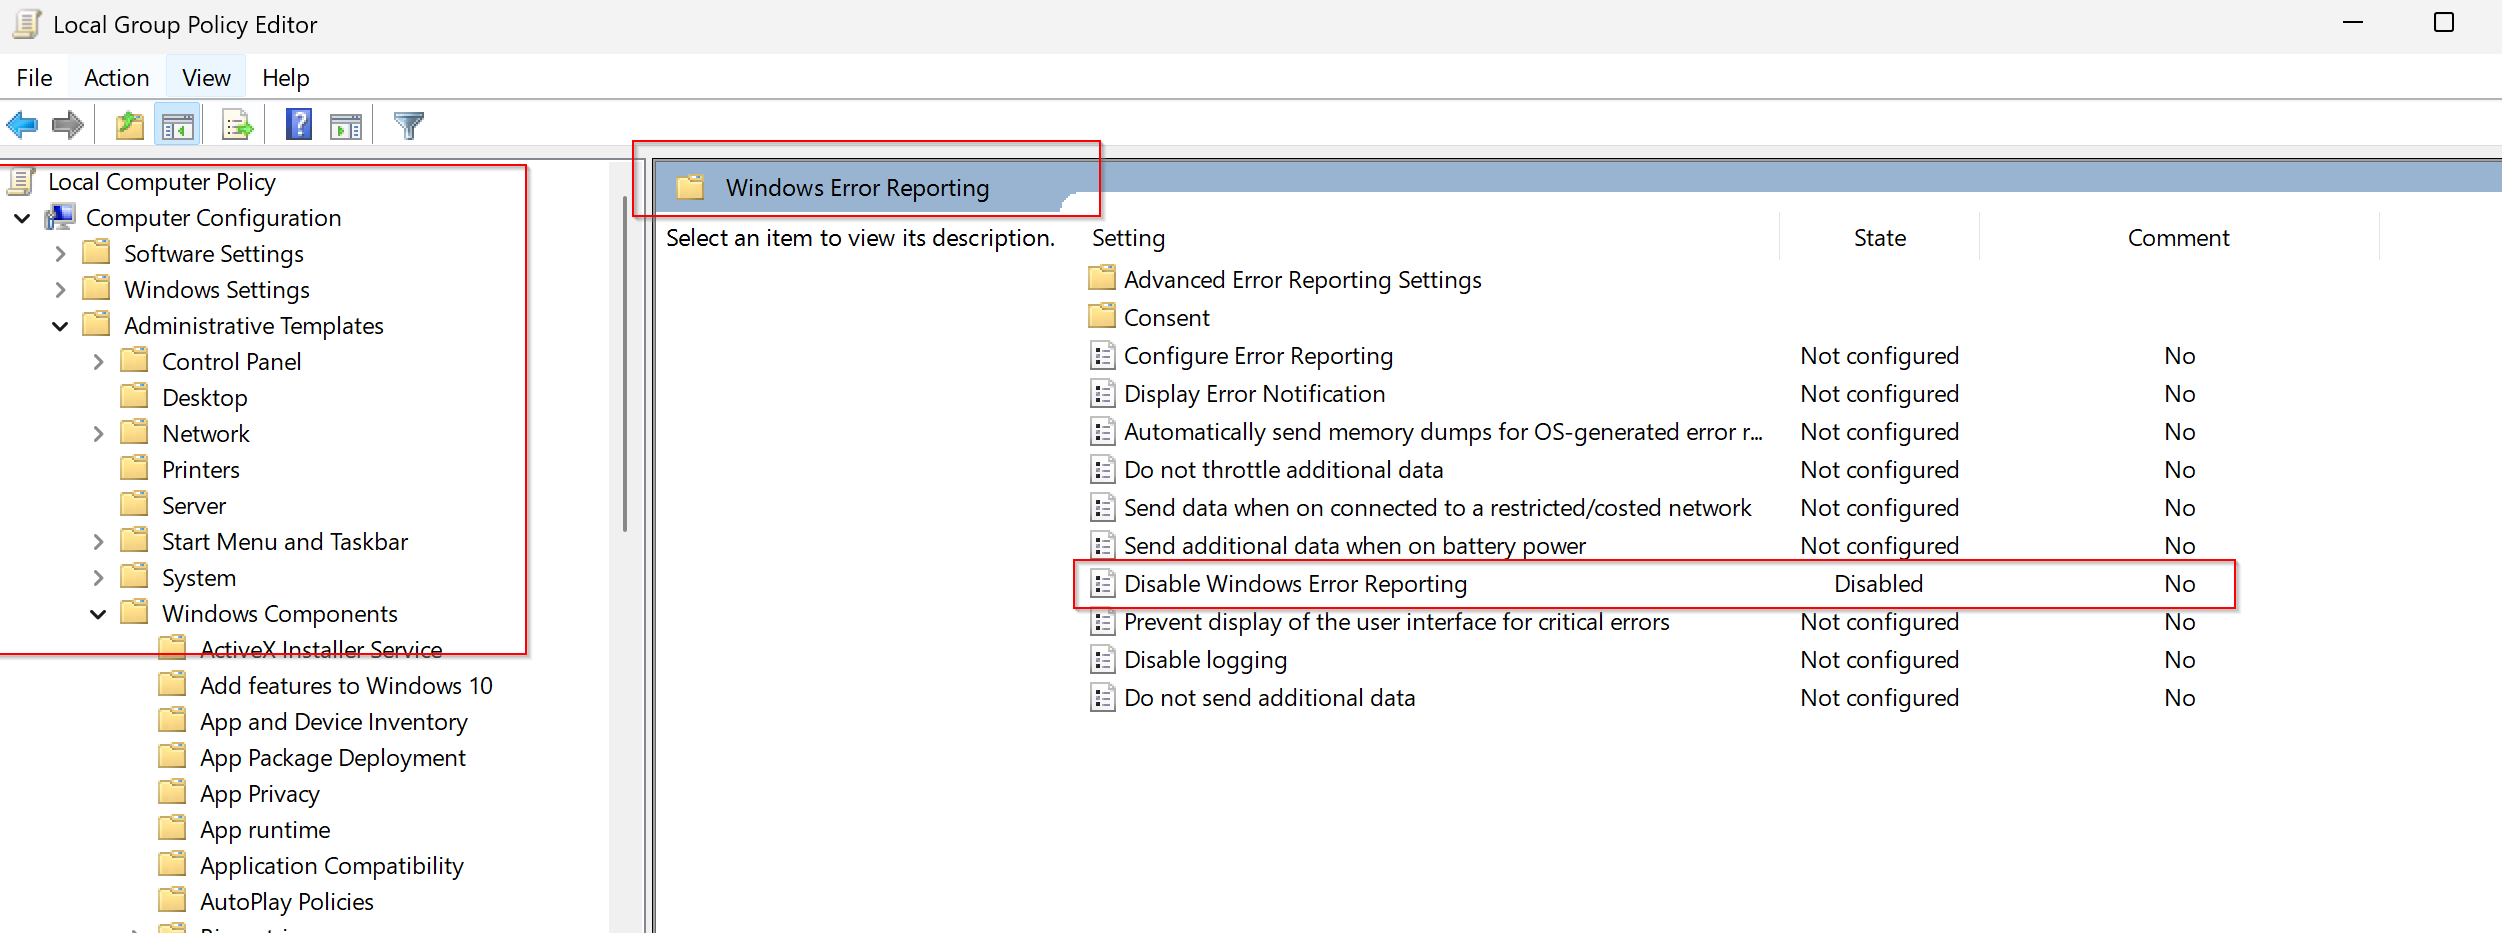 Local Group Policy Editor
File Action View Help
Local Computer Policy
Computer Configuration
Software Settings
Windows Settings
Administrative Templates
Control Panel
Desktop
Network
Printers
Server
Start Menu and Taskbar
System
Windows Components
ActiveX Installer Service
Add features to Windows 10
App and Device Inventory
App Package Deployment
App Privacy
App runtime
Application Compatibility
AutoPlay Policies
Windows Error Reporting
Select an item to view its description.
Setting State Comment
Advanced Error Reporting Settings
Consent
Configure Error Reporting Not configured No
Display Error Notification Not configured No
Automatically send memory dumps for OS-generated error r... Not configured No
Do not throttle additional data Not configured No
Send data when on connected to a restricted/costed network Not configured No
Send additional data when on battery power Not configured No
Disable Windows Error Reporting Disabled No
Prevent display of the user interface for critical errors Not configured No
Disable logging Not configured No
Do not send additional data Not configured No